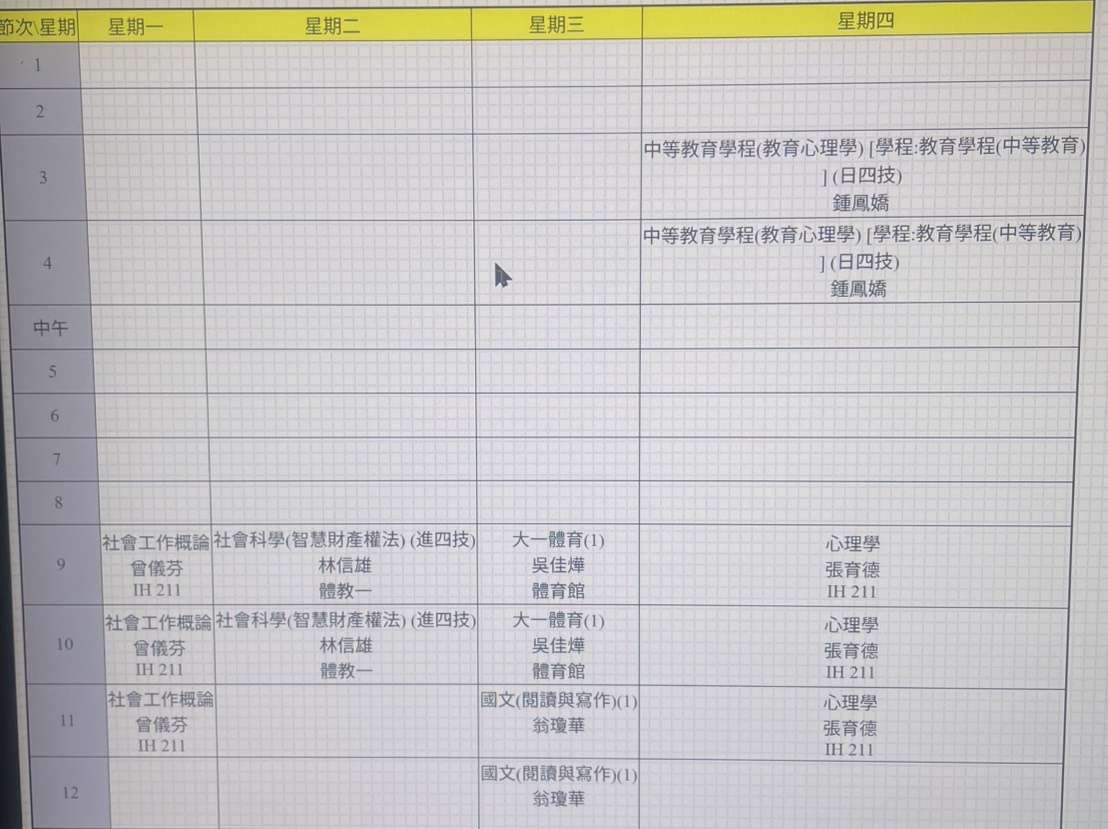 節次\星期 星期一 星期二 星期三 星期四
1
2
3 中等教育學程(教育心理學) [學程:教育學程(中等教育)
] (日四技)
鍾鳳嬌
4 中等教育學程(教育心理學) [學程:教育學程(中等教育)
] (日四技)
鍾鳳嬌
中午
5
6
7
8
9 社會工作概論 社會科學(智慧財產權法) (進四技) 大一體育(1) 心理學
曾儀芬 林信雄 吳佳燁 張育德
IH 211 體教一 體育館 IH 211
10 社會工作概論 社會科學(智慧財產權法) (進四技) 大一體育(1) 心理學
曾儀芬 林信雄 吳佳燁 張育德
IH 211 體教一 體育館 IH 211
11 社會工作概論 國文(閱讀與寫作)(1) 心理學
曾儀芬 翁瓊華 張育德
IH 211 IH 211
12 國文(閱讀與寫作)(1)
翁瓊華